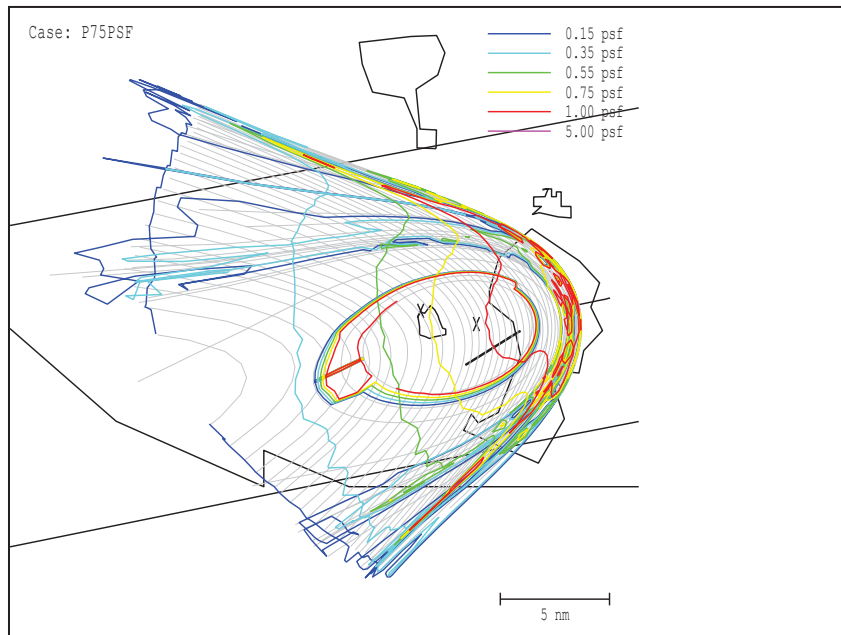 Case: P75PSF
0.15 psf
0.35 psf
0.55 psf
0.75 psf
1.00 psf
5.00 psf
X
X
5 nm